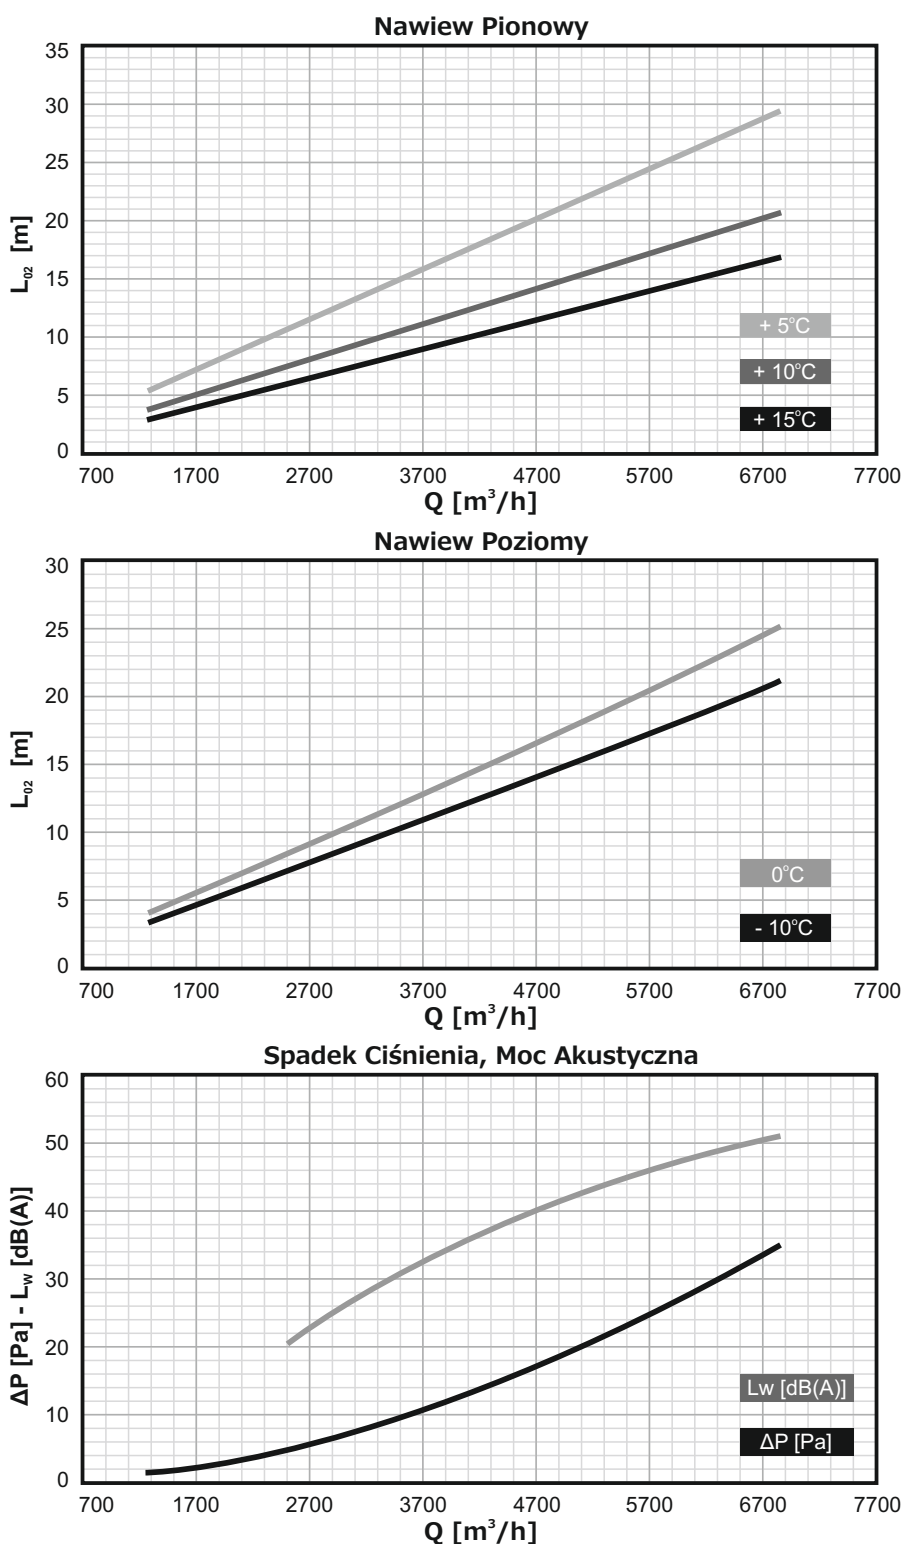 Nawiew Pionowy
35
30
25
20
15
10
5
0
L₀₂ [m]
+ 5°C
+ 10°C
+ 15°C
700 1700 2700 3700 4700 5700 6700 7700
Q [m³/h]
Nawiew Poziomy
30
25
20
15
10
5
0
L₀₂ [m]
0°C
- 10°C
700 1700 2700 3700 4700 5700 6700 7700
Q [m³/h]
Spadek Ciśnienia, Moc Akustyczna
60
50
40
30
20
10
0
ΔP [Pa] - Lw [dB(A)]
Lw [dB(A)]
ΔP [Pa]
700 1700 2700 3700 4700 5700 6700 7700
Q [m³/h]